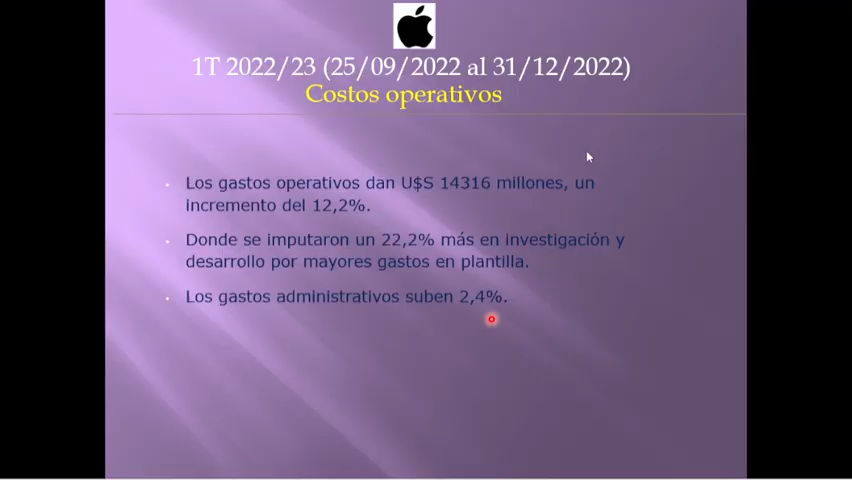 1T 2022/23 (25/09/2022 al 31/12/2022)
Costos operativos
Los gastos operativos dan U$S 14316 millones, un
incremento del 12,2%.
Donde se imputaron un 22,2% más en investigación y
desarrollo por mayores gastos en plantilla.
Los gastos administrativos suben 2,4%.